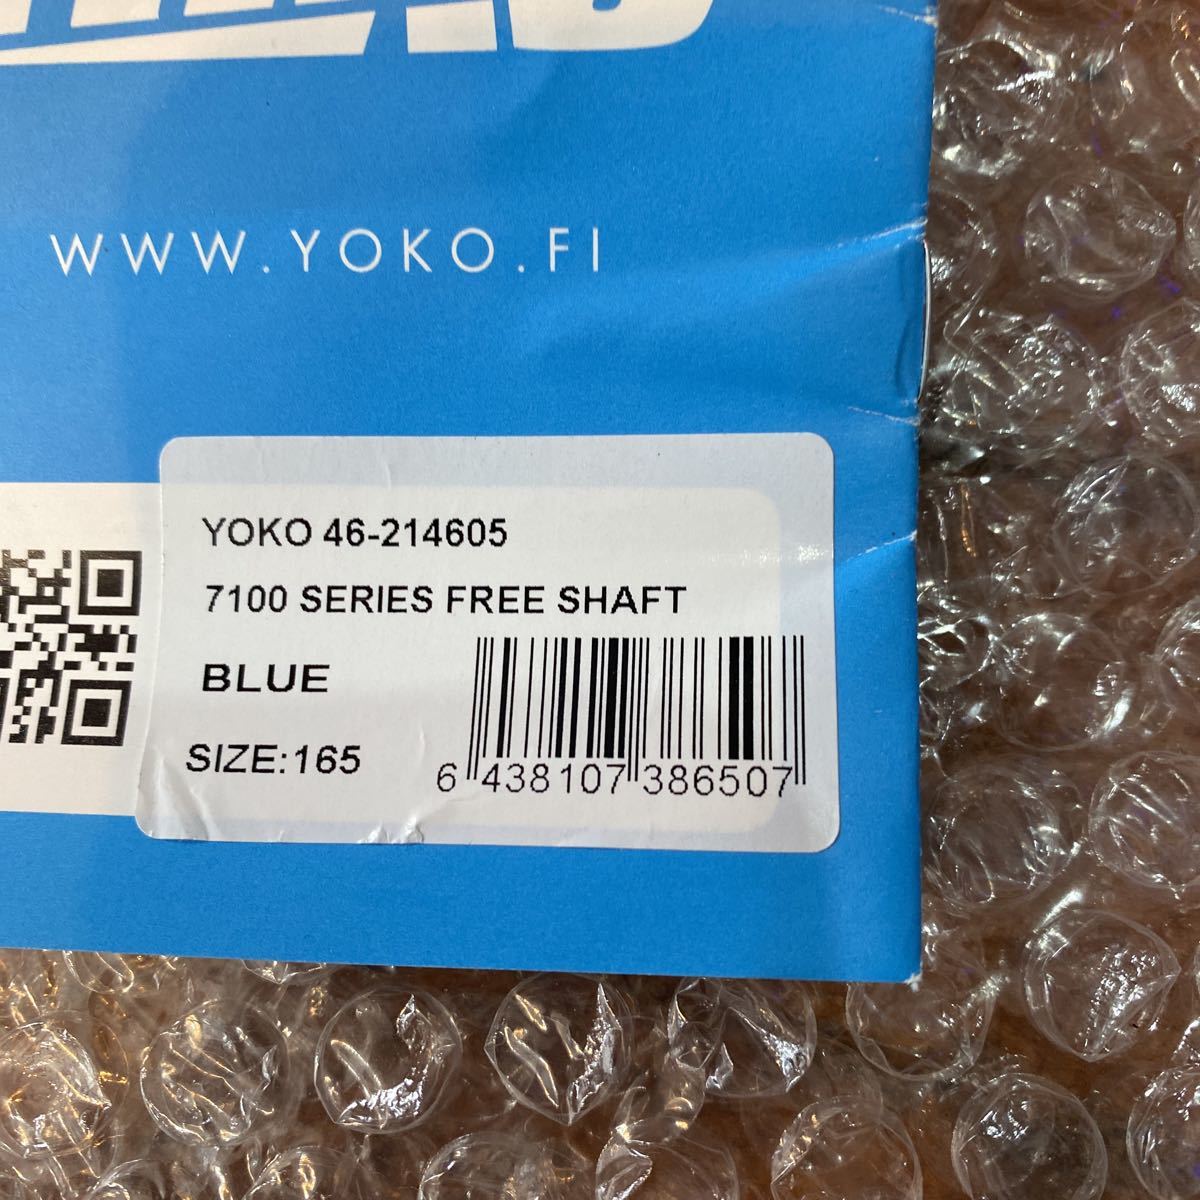 WWW.YOKO.FI
YOKO 46-214605
7100 SERIES FREE SHAFT
BLUE
SIZE:165
6 438107 386507